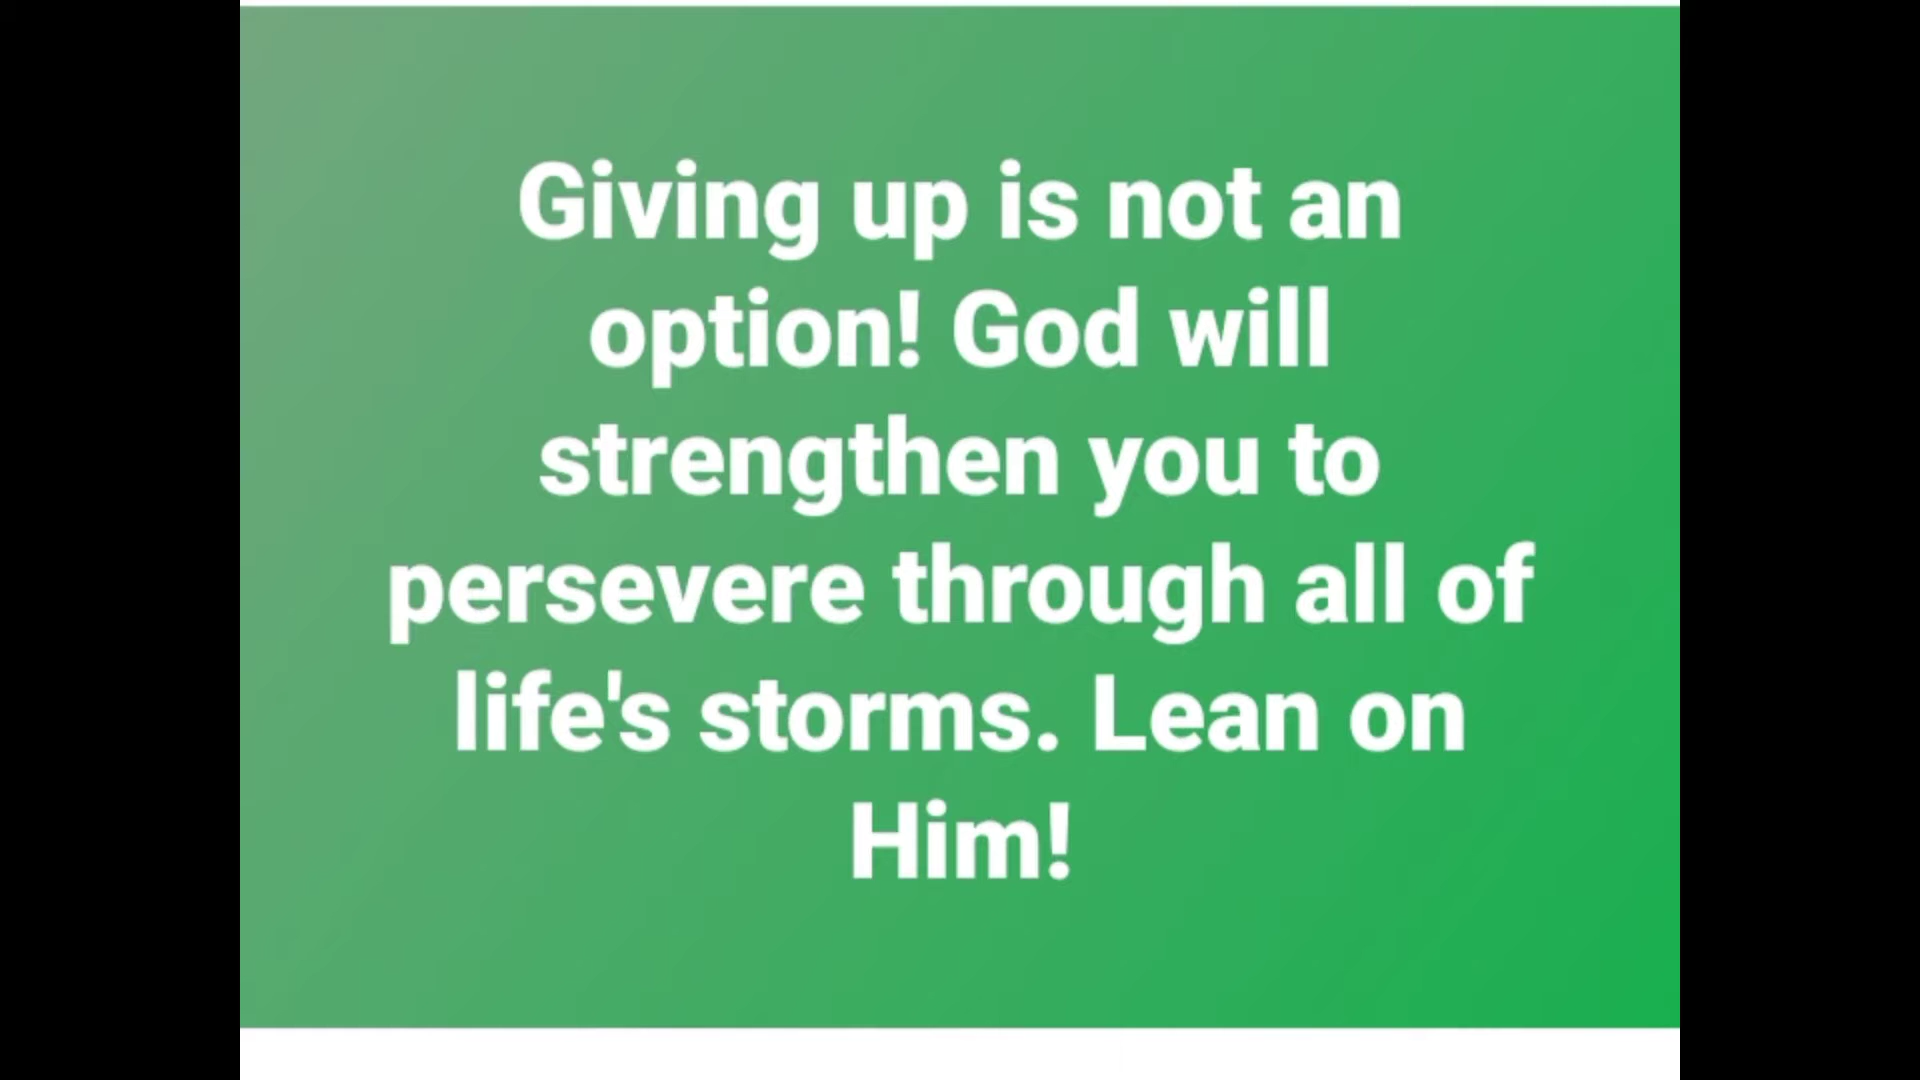 Giving up is not an
option! God will
strengthen you to
persevere through all of
life's storms. Lean on
Him!